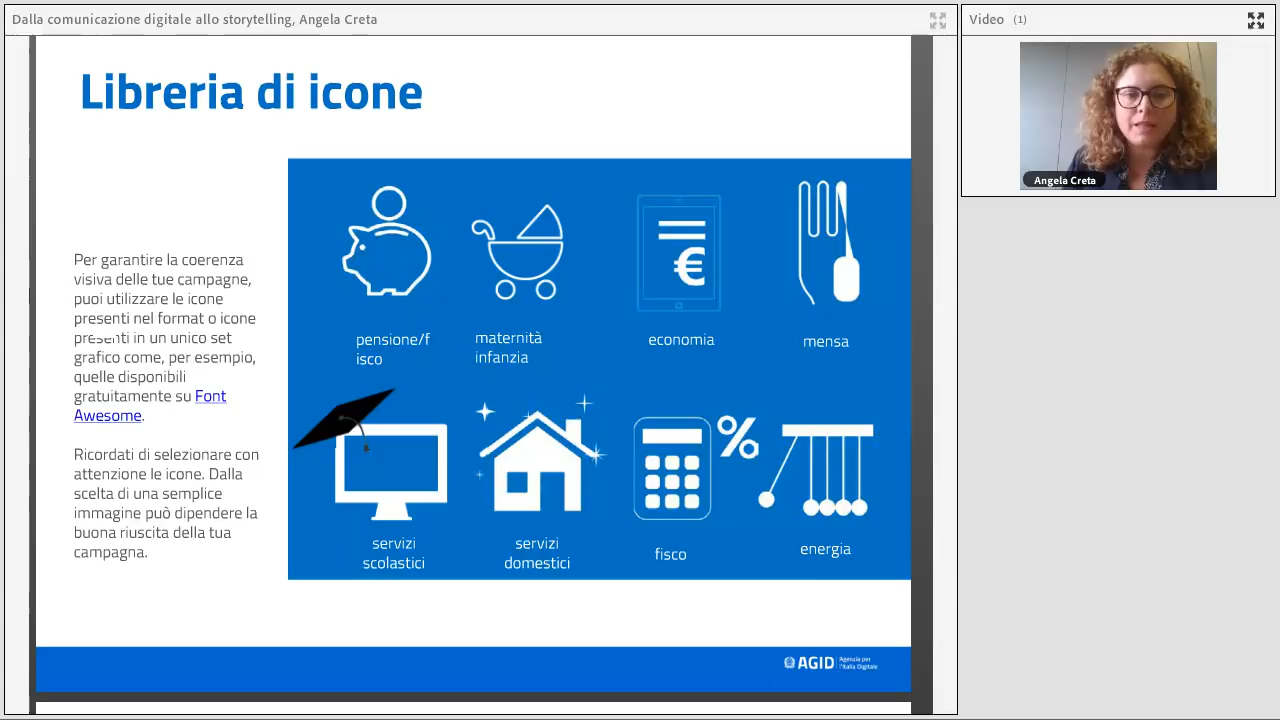 Dalla comunicazione digitale allo storytelling, Angela Creta
Video (1)
Angela Creta
Libreria di icone
Per garantire la coerenza
visiva delle tue campagne,
puoi utilizzare le icone
presenti nel format o icone
presenti in un unico set
grafico come, per esempio,
quelle disponibili
gratuitamente su Font
Awesome.
Ricordati di selezionare con
attenzione le icone. Dalla
scelta di una semplice
immagine può dipendere la
buona riuscita della tua
campagna.
€
pensione/f
isco
maternità
infanzia
economia
mensa
%
servizi
scolastici
servizi
domestici
fisco
energia
AGID Agenzia per
l'Italia Digitale